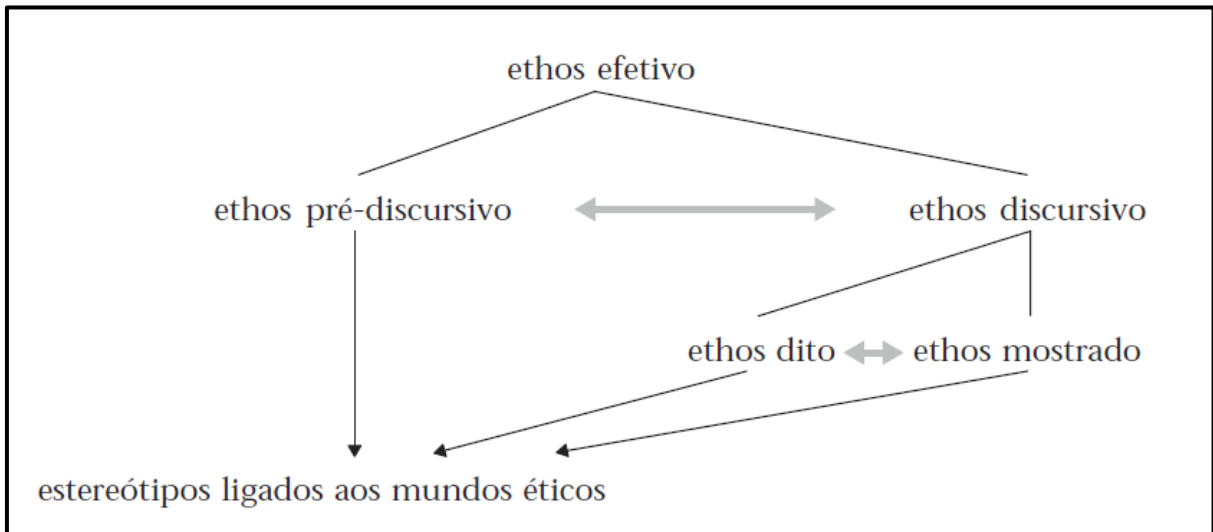 ethos efetivo
ethos pré-discursivo
ethos discursivo
ethos dito
ethos mostrado
estereótipos ligados aos mundos éticos